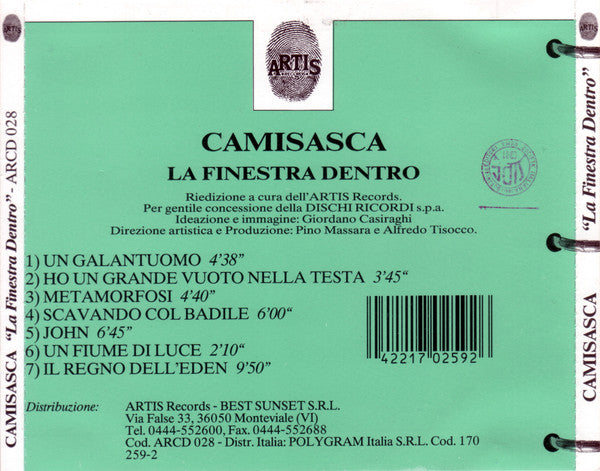 ARTIS
CAMISASCA
LA FINESTRA DENTRO
Riedizione a cura dell'ARTIS Records.
Per gentile concessione della DISCHI RICORDI s.p.a.
Ideazione e immagine: Giordano Casiraghi
Direzione artistica e Produzione: Pino Massara e Alfredo Tisocco.
1) UN GALANTUOMO 4'38"
2) HO UN GRANDE VUOTO NELLA TESTA 3'45"
3) METAMORFOSI 4'40"
4) SCAVANDO COL BADILE 6'00"
5) JOHN 6'45"
6) UN FIUME DI LUCE 2'10"
7) IL REGNO DELL'EDEN 9'50"
42217 02592
Distribuzione: ARTIS Records - BEST SUNSET S.R.L.
Via False 33, 36050 Monteviale (VI)
Tel. 0444-552600, Fax 0444-552688
Cod. ARCD 028 - Distr. Italia: POLYGRAM Italia S.R.L. Cod. 170
259-2
CAMISASCA "La Finestra Dentro" - ARCD 028
ARTIS
CAMISASCA "La Finestra Dentro"
ARTIS